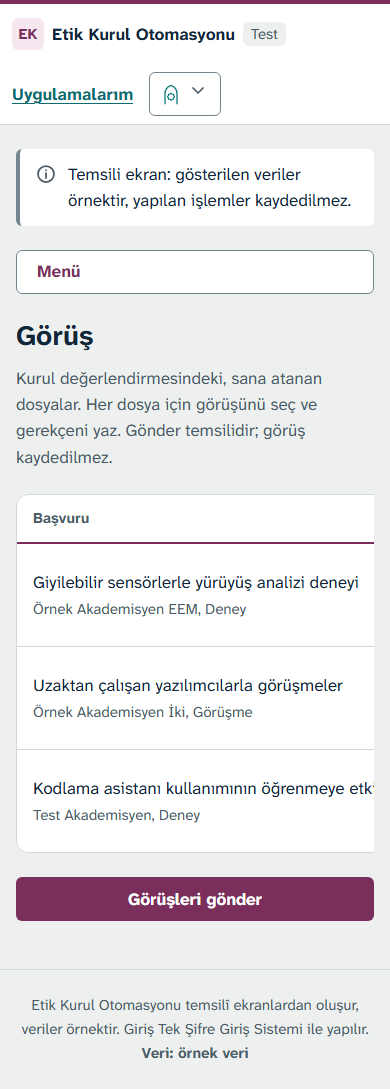 EK Etik Kurul Otomasyonu Test
Uygulamalarım
Temsili ekran: gösterilen veriler
örnektir, yapılan işlemler kaydedilmez.
Menü
Görüş
Kurul değerlendirmesindeki, sana atanan
dosyalar. Her dosya için görüşünü seç ve
gerekçeni yaz. Gönder temsilidir; görüş
kaydedilmez.
Başvuru
Giyilebilir sensörlerle yürüyüş analizi deneyi
Örnek Akademisyen EEM, Deney
Uzaktan çalışan yazılımcılarla görüşmeler
Örnek Akademisyen İki, Görüşme
Kodlama asistanı kullanımının öğrenmeye
Test Akademisyen, Deney
Görüşleri gönder
Etik Kurul Otomasyonu temsilî ekranlardan oluşur,
veriler örnektir. Giriş Tek Şifre Giriş Sistemi ile yapılır.
Veri: örnek veri